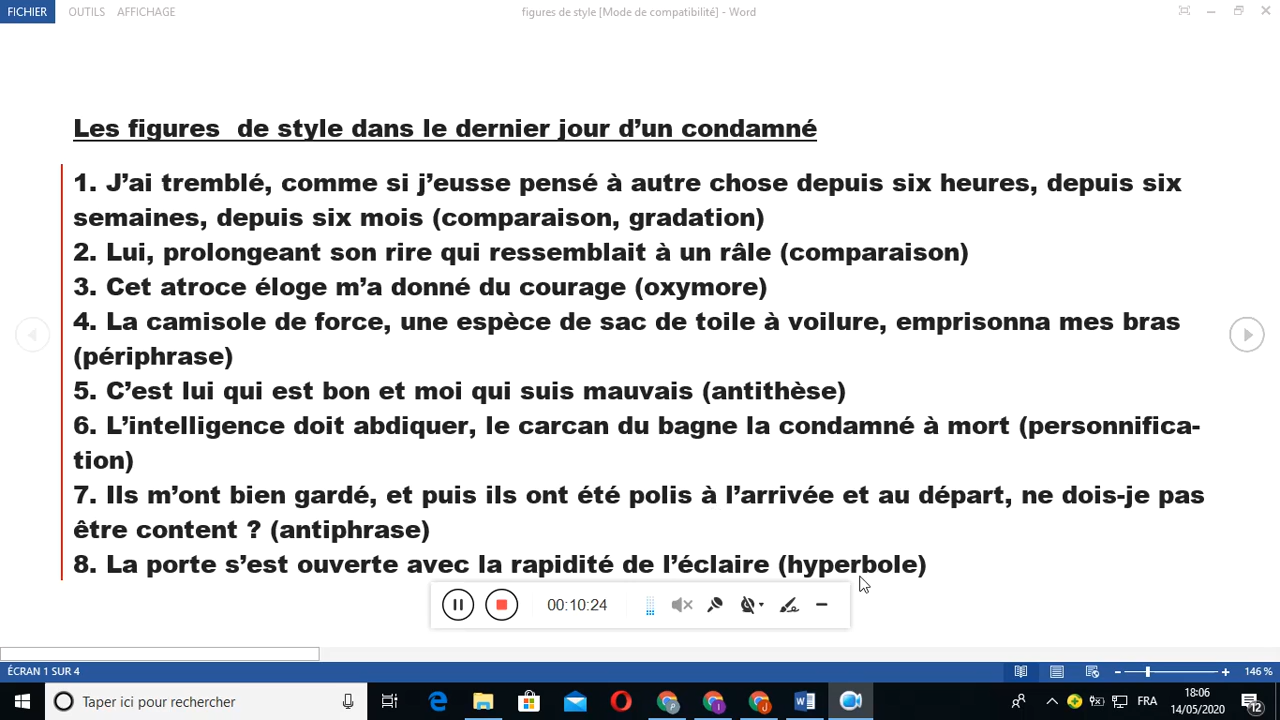 FICHIER OUTILS AFFICHAGE figures de style [Mode de compatibilité] - Word
Les figures  de style dans le dernier jour d’un condamné
1. J’ai tremblé, comme si j’eusse pensé à autre chose depuis six heures, depuis six
semaines, depuis six mois (comparaison, gradation)
2. Lui, prolongeant son rire qui ressemblait à un râle (comparaison)
3. Cet atroce éloge m’a donné du courage (oxymore)
4. La camisole de force, une espèce de sac de toile à voilure, emprisonna mes bras
(périphrase)
5. C’est lui qui est bon et moi qui suis mauvais (antithèse)
6. L’intelligence doit abdiquer, le carcan du bagne la condamné à mort (personnifica-
tion)
7. Ils m’ont bien gardé, et puis ils ont été polis à l’arrivée et au départ, ne dois-je pas
être content ? (antiphrase)
8. La porte s’est ouverte avec la rapidité de l’éclaire (hyperbole)
00:10:24
ÉCRAN 1 SUR 4 146 %
Taper ici pour rechercher FRA 18:06
14/05/2020 12